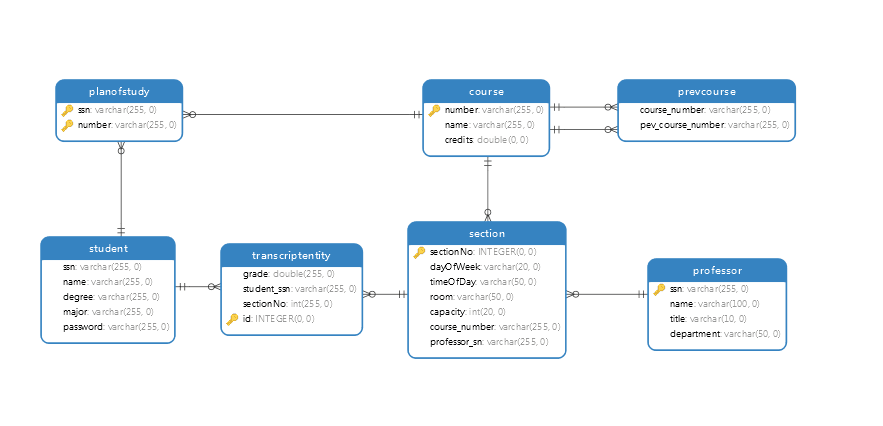 planofstudy
ssn: varchar(255, 0)
number: varchar(255, 0)
course
number: varchar(255, 0)
name: varchar(255, 0)
credits: double(0, 0)
prevcourse
course_number: varchar(255, 0)
pev_course_number: varchar(255, 0)
student
ssn: varchar(255, 0)
name: varchar(255, 0)
degree: varchar(255, 0)
major: varchar(255, 0)
password: varchar(255, 0)
transcriptentity
grade: double(255, 0)
student_ssn: varchar(255, 0)
sectionNo: int(255, 0)
id: INTEGER(0, 0)
section
sectionNo: INTEGER(0, 0)
dayOfWeek: varchar(20, 0)
timeOfDay: varchar(50, 0)
room: varchar(50, 0)
capacity: int(20, 0)
course_number: varchar(255, 0)
professor_sn: varchar(255, 0)
professor
ssn: varchar(255, 0)
name: varchar(100, 0)
title: varchar(10, 0)
department: varchar(50, 0)